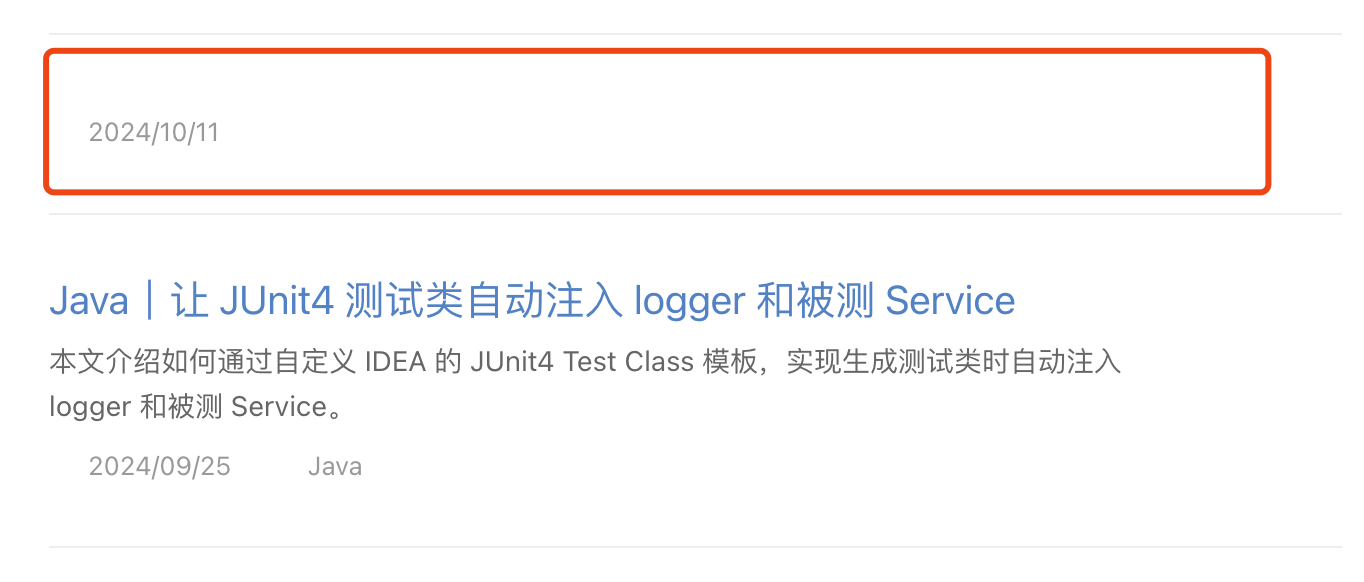 2024/10/11
Java｜让 JUnit4 测试类自动注入 logger 和被测 Service
本文介绍如何通过自定义 IDEA 的 JUnit4 Test Class 模板，实现生成测试类时自动注入
logger 和被测 Service。
2024/09/25 Java